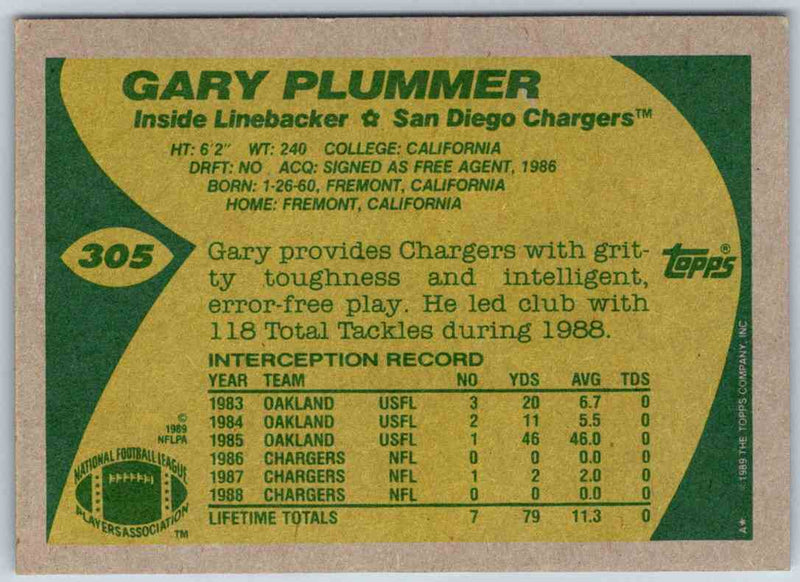 GARY PLUMMER
Inside Linebacker ✩ San Diego Chargers™
HT: 6'2" WT: 240 COLLEGE: CALIFORNIA
DRFT: NO ACQ: SIGNED AS FREE AGENT, 1986
BORN: 1-26-60, FREMONT, CALIFORNIA
HOME: FREMONT, CALIFORNIA
305
Gary provides Chargers with grit-
ty toughness and intelligent,
error-free play. He led club with
118 Total Tackles during 1988.
topps®
INTERCEPTION RECORD
YEAR TEAM NO YDS AVG TDS
1983 OAKLAND USFL 3 20 6.7 0
1984 OAKLAND USFL 2 11 5.5 0
1985 OAKLAND USFL 1 46 46.0 0
1986 CHARGERS NFL 0 0 0.0 0
1987 CHARGERS NFL 1 2 2.0 0
1988 CHARGERS NFL 0 0 0.0 0
LIFETIME TOTALS 7 79 11.3 0
©
1989
NFLPA
NATIONAL FOOTBALL LEAGUE
PLAYERS ASSOCIATION
™
A* ©1989 THE TOPPS COMPANY, INC